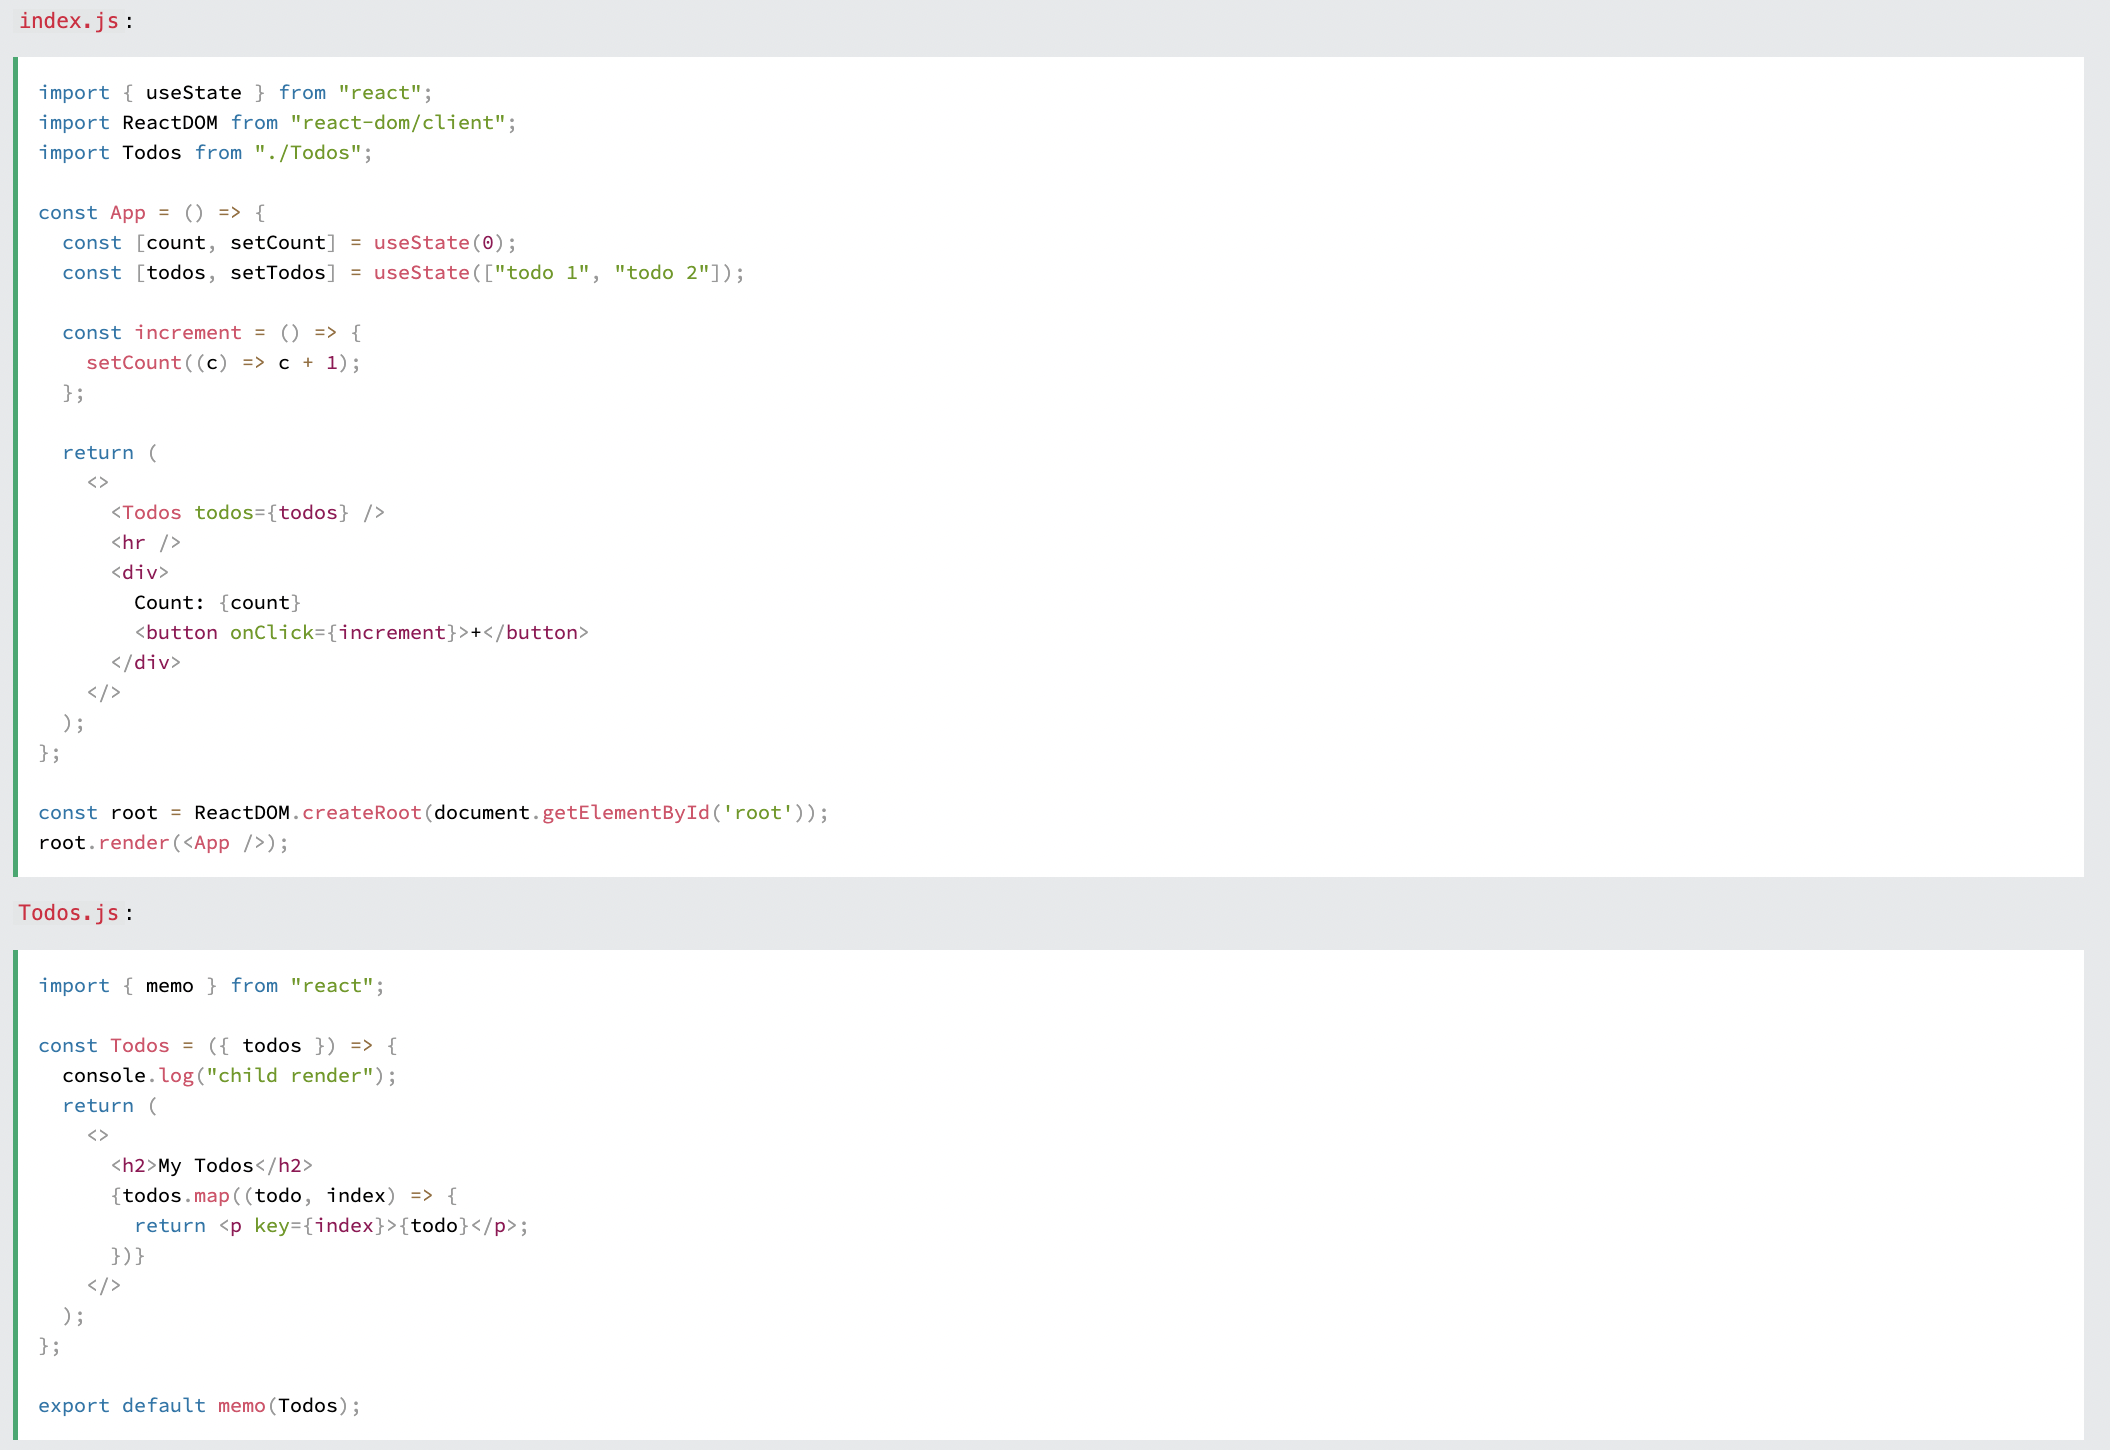 index.js:
import { useState } from "react";
import ReactDOM from "react-dom/client";
import Todos from "./Todos";
const App = () => {
  const [count, setCount] = useState(0);
  const [todos, setTodos] = useState(["todo 1", "todo 2"]);
  const increment = () => {
    setCount((c) => c + 1);
  };
  return (
    <>
      <Todos todos={todos} />
      <hr />
      <div>
        Count: {count}
        <button onClick={increment}>+</button>
      </div>
    </>
  );
};
const root = ReactDOM.createRoot(document.getElementById('root'));
root.render(<App />);
Todos.js:
import { memo } from "react";
const Todos = ({ todos }) => {
  console.log("child render");
  return (
    <>
      <h2>My Todos</h2>
      {todos.map((todo, index) => {
        return <p key={index}>{todo}</p>;
      })}
    </>
  );
};
export default memo(Todos);